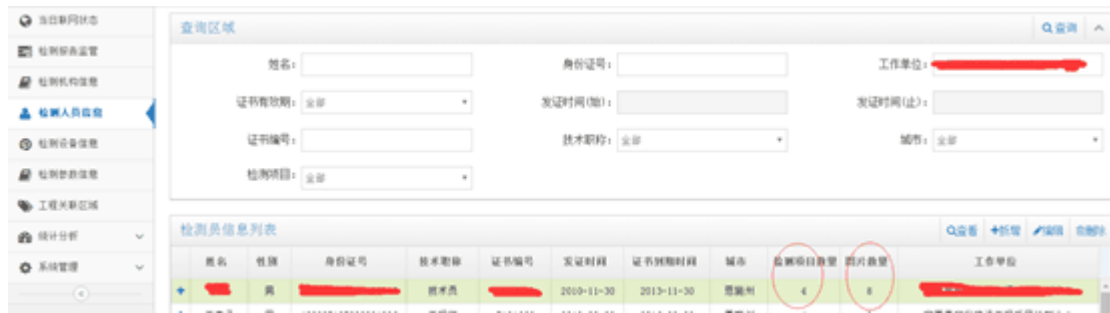 当日联网状态
检测报告监管
检测机构信息
检测人员信息
检测设备信息
检测参数信息
工程关联区域
统计分析
系统管理
查询区域 查询
姓名: 身份证号: 工作单位:
证书有效期: 全部 发证时间(始): 发证时间(止):
证书编号: 技术职称: 全部 城市: 全部
检测项目: 全部
检测员信息列表 查看 新增 编辑 删除
姓名 性别 身份证号 技术职称 证书编号 发证时间 证书到期时间 城市 检测项目数量 照片数量 工作单位
男 技术员 2010-11-30 2013-11-30 恩施州 4 8